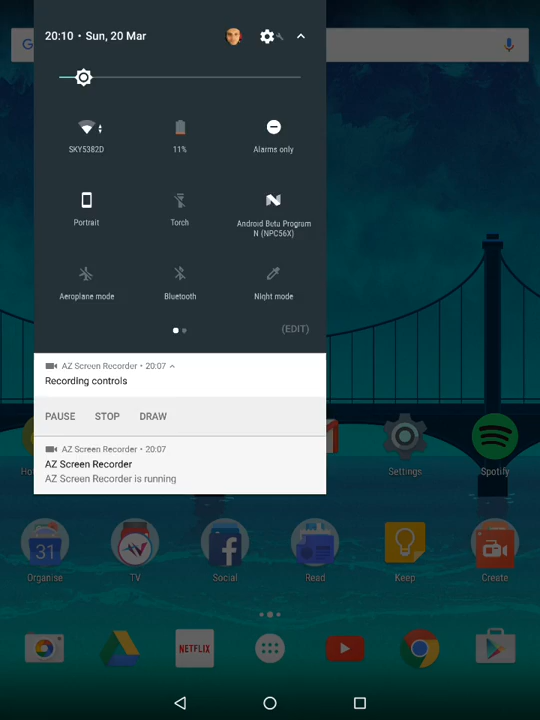 20:10 • Sun, 20 Mar
SKY5382D
11%
Alarms only
Portrait
Torch
Android Beta Program
N (NPC56X)
Aeroplane mode
Bluetooth
Night mode
(EDIT)
AZ Screen Recorder • 20:07
Recording controls
PAUSE STOP DRAW
AZ Screen Recorder • 20:07
AZ Screen Recorder
AZ Screen Recorder is running
Settings
Spotify
31
Organise
TV
Social
Read
Keep
Create
NETFLIX